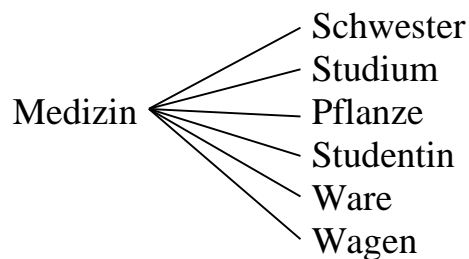 Schwester
Studium
Medizin Pflanze
Studentin
Ware
Wagen